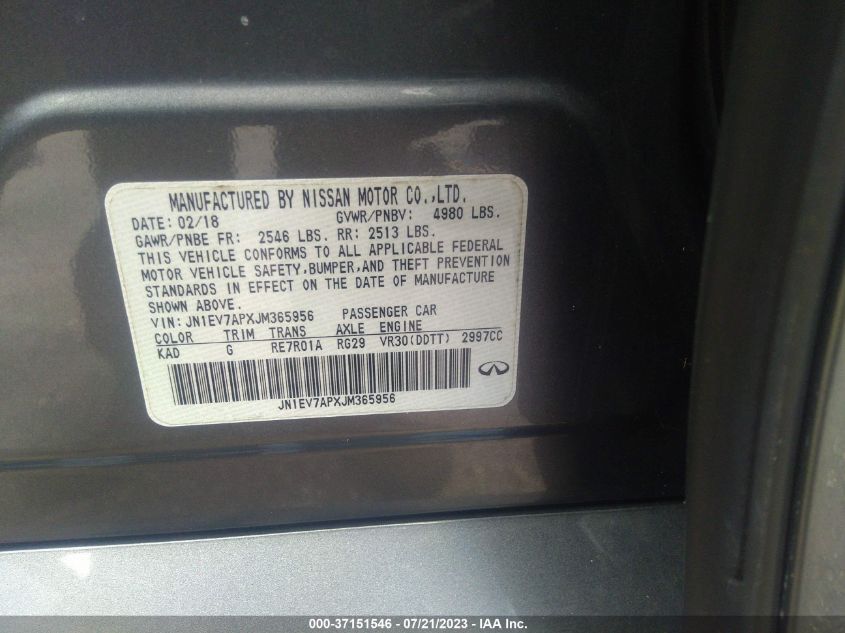 MANUFACTURED BY NISSAN MOTOR CO.,LTD.
DATE: 02/18 GVWR/PNBV: 4980 LBS.
GAWR/PNBE FR: 2546 LBS. RR: 2513 LBS.
THIS VEHICLE CONFORMS TO ALL APPLICABLE FEDERAL
MOTOR VEHICLE SAFETY,BUMPER,AND THEFT PREVENTION
STANDARDS IN EFFECT ON THE DATE OF MANUFACTURE
SHOWN ABOVE.
VIN: JN1EV7APXJM365956 PASSENGER CAR
COLOR TRIM TRANS AXLE ENGINE
KAD G RE7R01A RG29 VR30(DDTT) 2997CC
JN1EV7APXJM365956
000-37151546 / 07/21/2023 - IAA Inc.